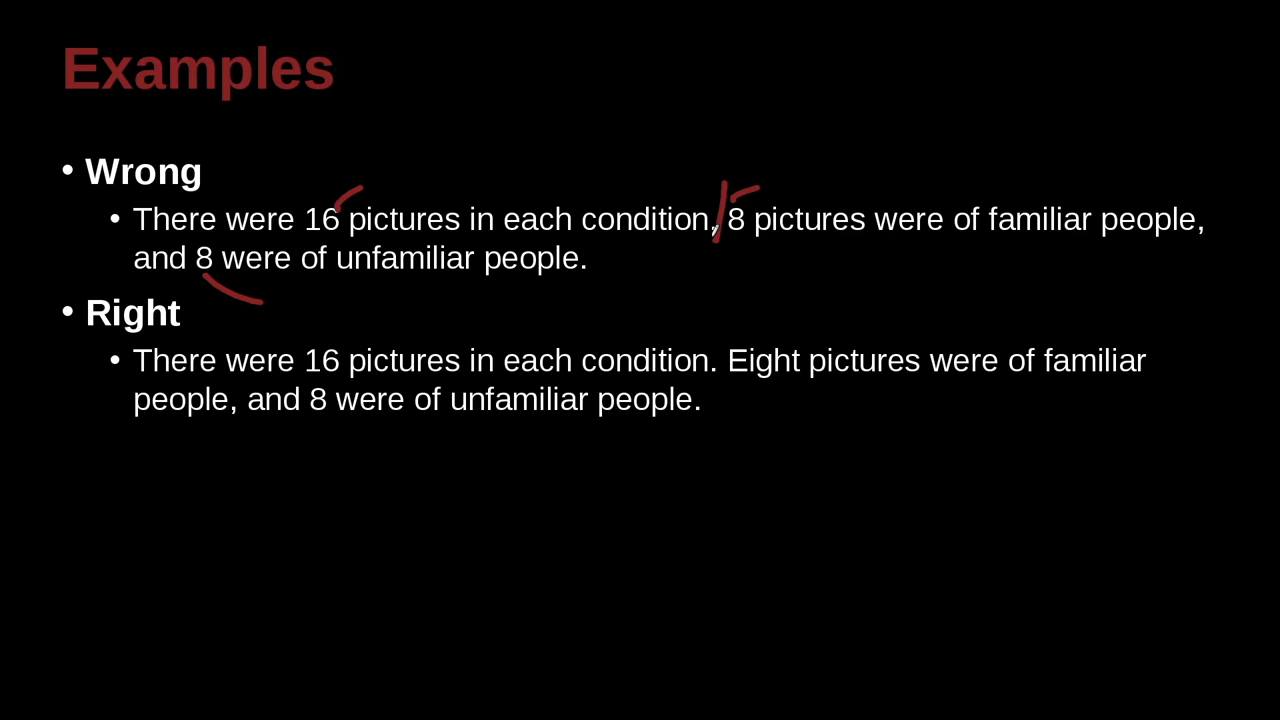 Examples
• Wrong
• There were 16 pictures in each condition, 8 pictures were of familiar people,
and 8 were of unfamiliar people.
• Right
• There were 16 pictures in each condition. Eight pictures were of familiar
people, and 8 were of unfamiliar people.